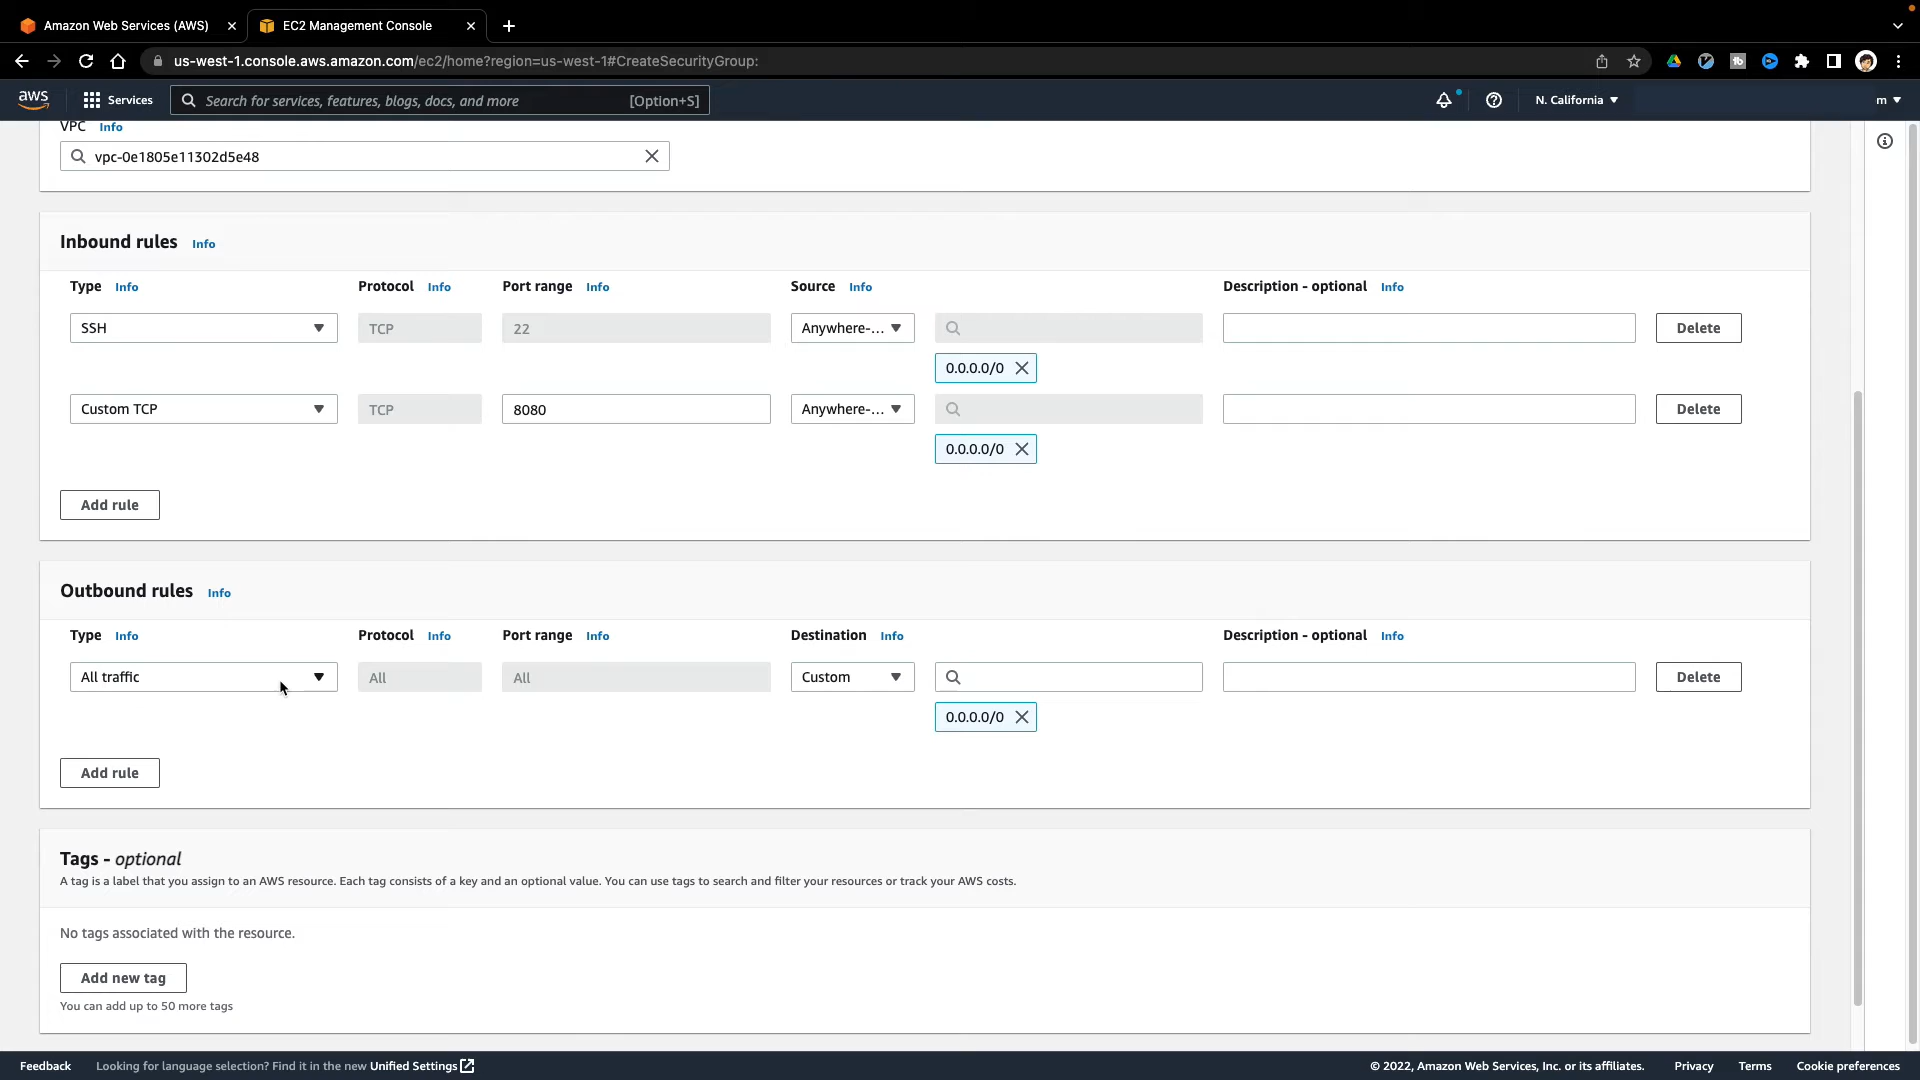 Amazon Web Services (AWS)
EC2 Management Console
us-west-1.console.aws.amazon.com/ec2/home?region=us-west-1#CreateSecurityGroup:
aws
Services
Search for services, features, blogs, docs, and more
[Option+S]
N. California
m
VPC Info
vpc-0e1805e11302d5e48
Inbound rules Info
Type Info
Protocol Info
Port range Info
Source Info
Description - optional Info
SSH
TCP
22
Anywhere-...
Delete
0.0.0.0/0
Custom TCP
TCP
8080
Anywhere-...
Delete
0.0.0.0/0
Add rule
Outbound rules Info
Type Info
Protocol Info
Port range Info
Destination Info
Description - optional Info
All traffic
All
All
Custom
Delete
0.0.0.0/0
Add rule
Tags - optional
A tag is a label that you assign to an AWS resource. Each tag consists of a key and an optional value. You can use tags to search and filter your resources or track your AWS costs.
No tags associated with the resource.
Add new tag
You can add up to 50 more tags
Feedback
Looking for language selection? Find it in the new Unified Settings
© 2022, Amazon Web Services, Inc. or its affiliates.
Privacy
Terms
Cookie preferences